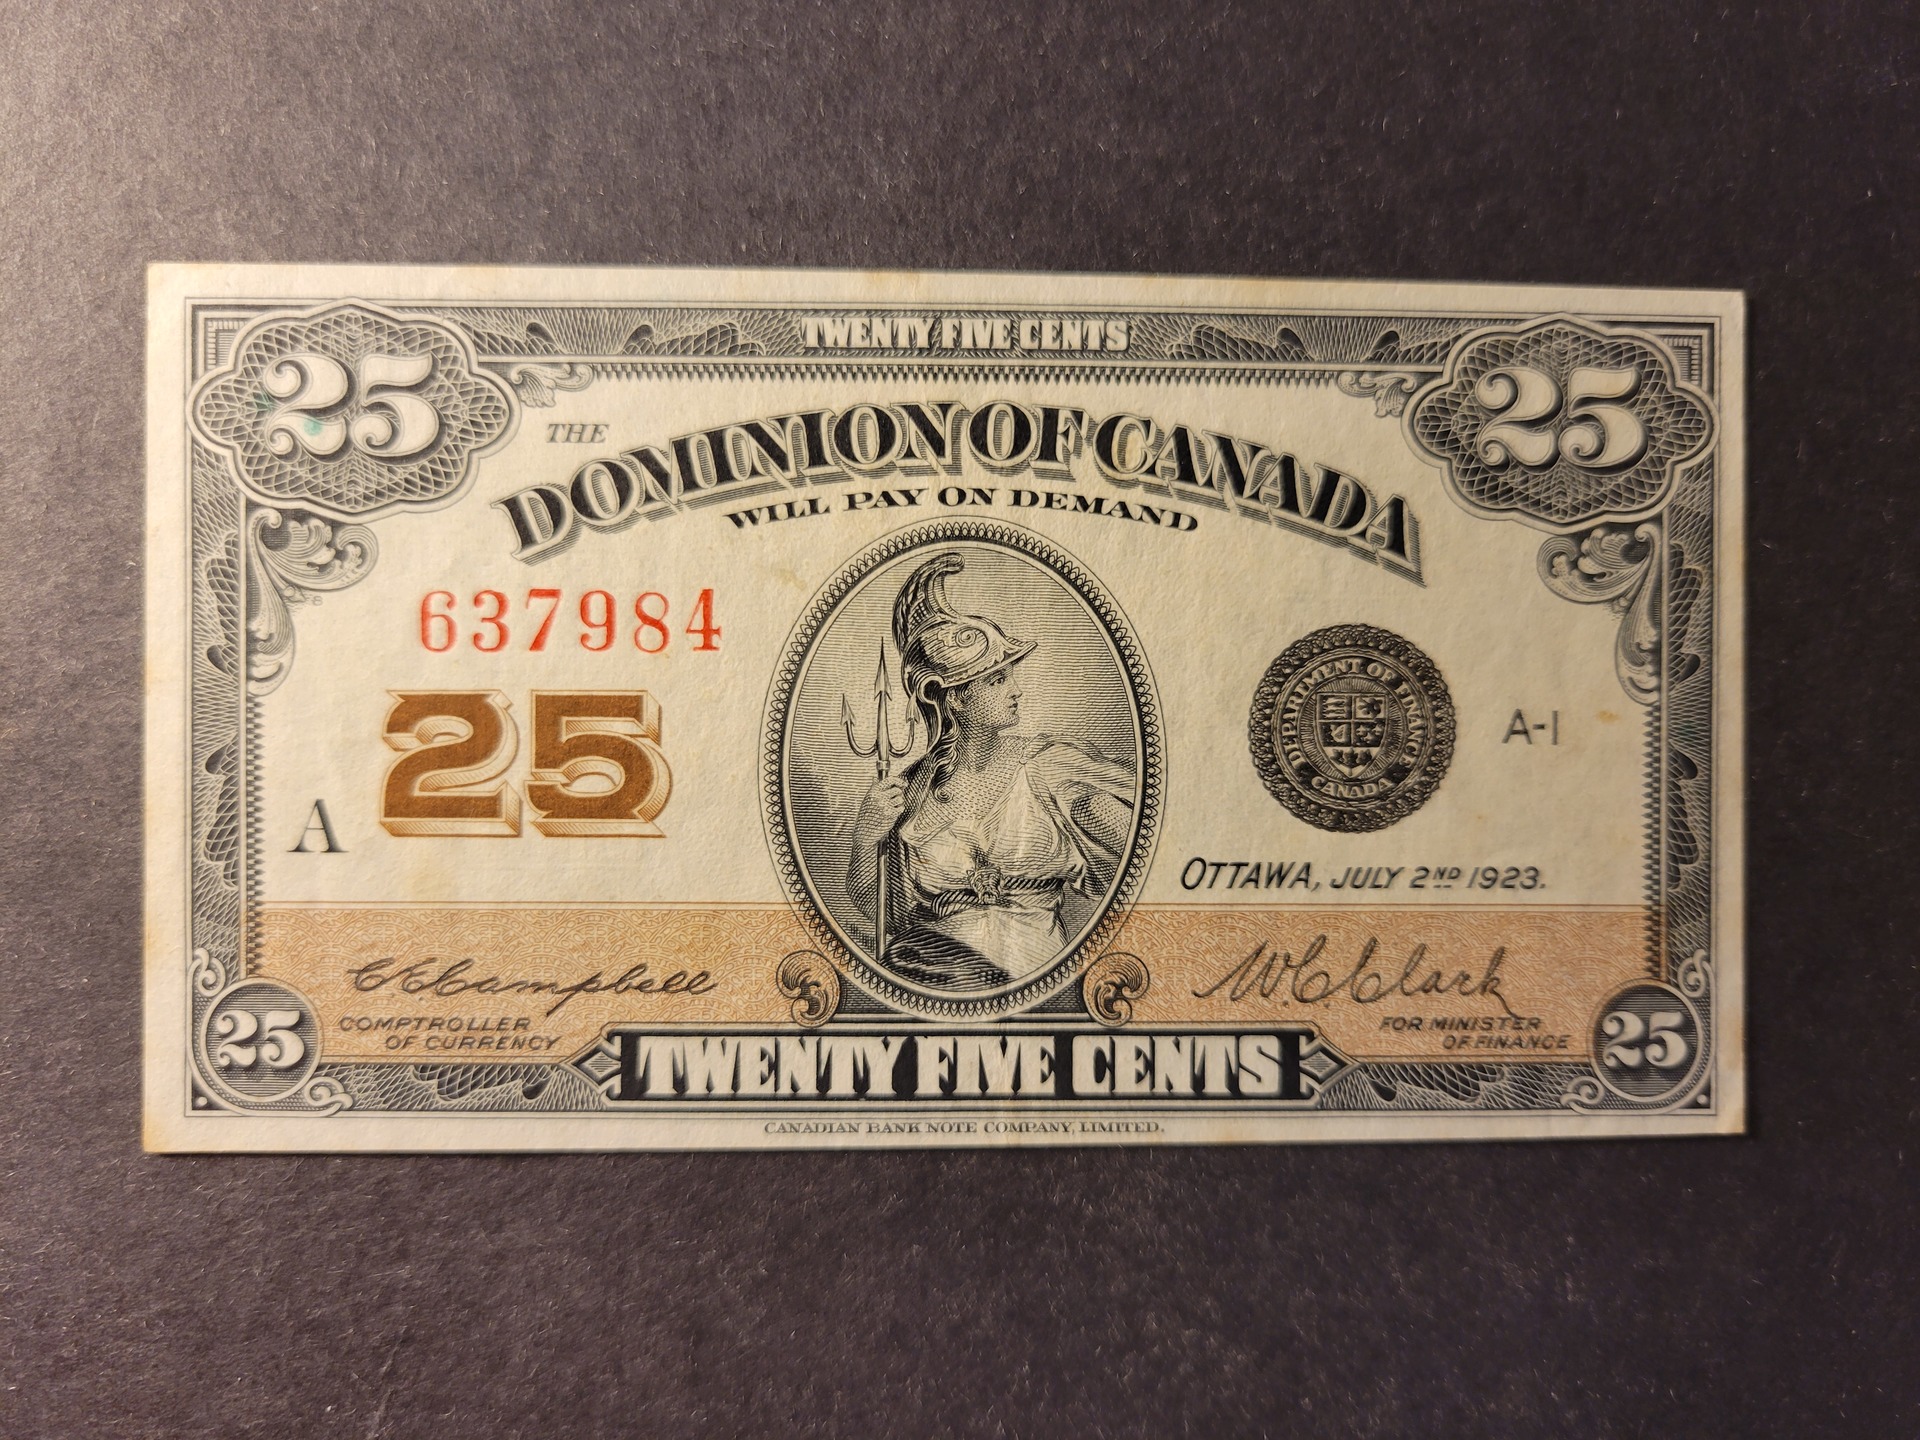 TWENTY FIVE CENTS
25
25
THE
DOMINION OF CANADA
WILL PAY ON DEMAND
637984
25
A
DEPARTMENT OF FINANCE
CANADA
A-1
OTTAWA, JULY 2ND 1923.
C.E.Campbell
COMPTROLLER
OF CURRENCY
W.C.Clark
FOR MINISTER
OF FINANCE
25
TWENTY FIVE CENTS
25
CANADIAN BANK NOTE COMPANY, LIMITED.